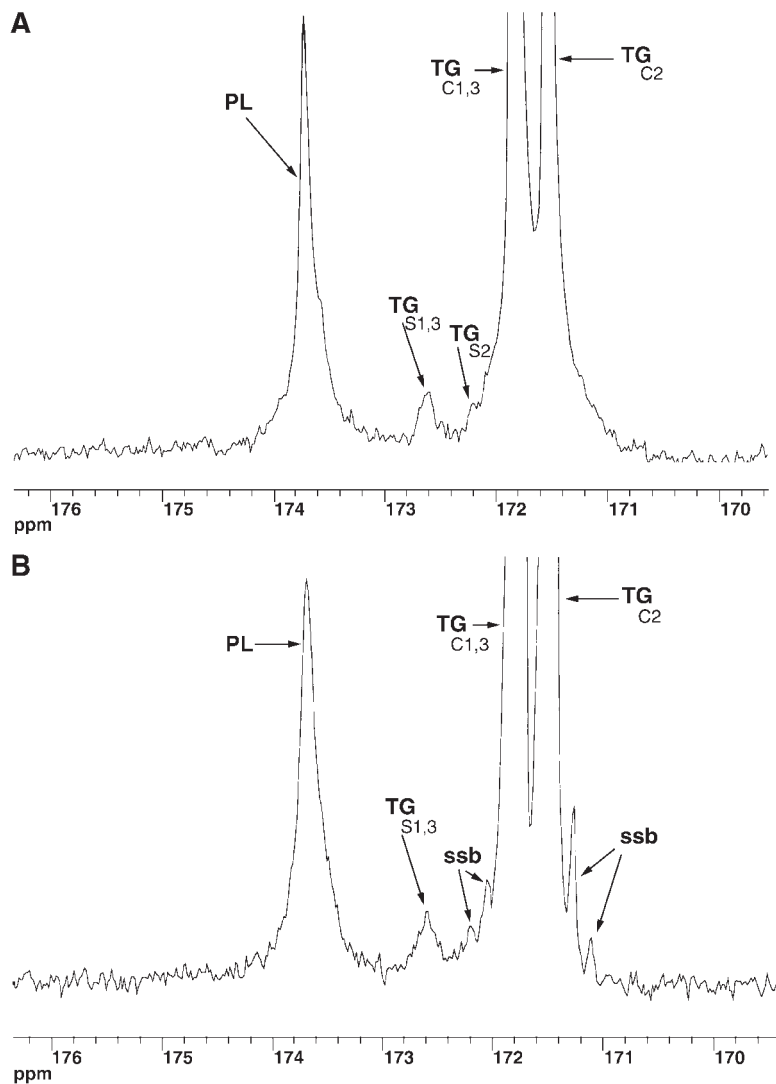 A
TG C1,3
TG C2
PL
TG S1,3
TG S2
176 175 174 173 172 171 170
ppm
B
TG C1,3
TG C2
PL
TG S1,3
ssb
ssb
176 175 174 173 172 171 170
ppm